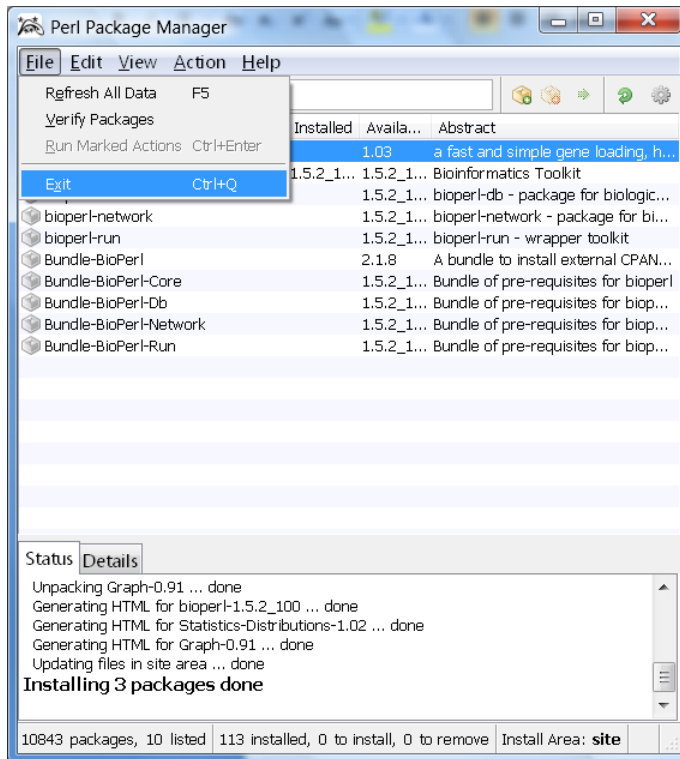 Perl Package Manager
File Edit View Action Help
Refresh All Data F5
Verify Packages
Run Marked Actions Ctrl+Enter
Exit Ctrl+Q
Installed Availa... Abstract
1.03 a fast and simple gene loading, h...
1.5.2_1... 1.5.2_1... Bioinformatics Toolkit
1.5.2_1... bioperl-db - package for biologic...
bioperl-network 1.5.2_1... bioperl-network - package for bi...
bioperl-run 1.5.2_1... bioperl-run - wrapper toolkit
Bundle-BioPerl 2.1.8 A bundle to install external CPAN...
Bundle-BioPerl-Core 1.5.2_1... Bundle of pre-requisites for bioperl
Bundle-BioPerl-Db 1.5.2_1... Bundle of pre-requisites for biop...
Bundle-BioPerl-Network 1.5.2_1... Bundle of pre-requisites for biop...
Bundle-BioPerl-Run 1.5.2_1... Bundle of pre-requisites for biop...
Status Details
Unpacking Graph-0.91 ... done
Generating HTML for bioperl-1.5.2_100 ... done
Generating HTML for Statistics-Distributions-1.02 ... done
Generating HTML for Graph-0.91 ... done
Updating files in site area ... done
Installing 3 packages done
10843 packages, 10 listed 113 installed, 0 to install, 0 to remove Install Area: site